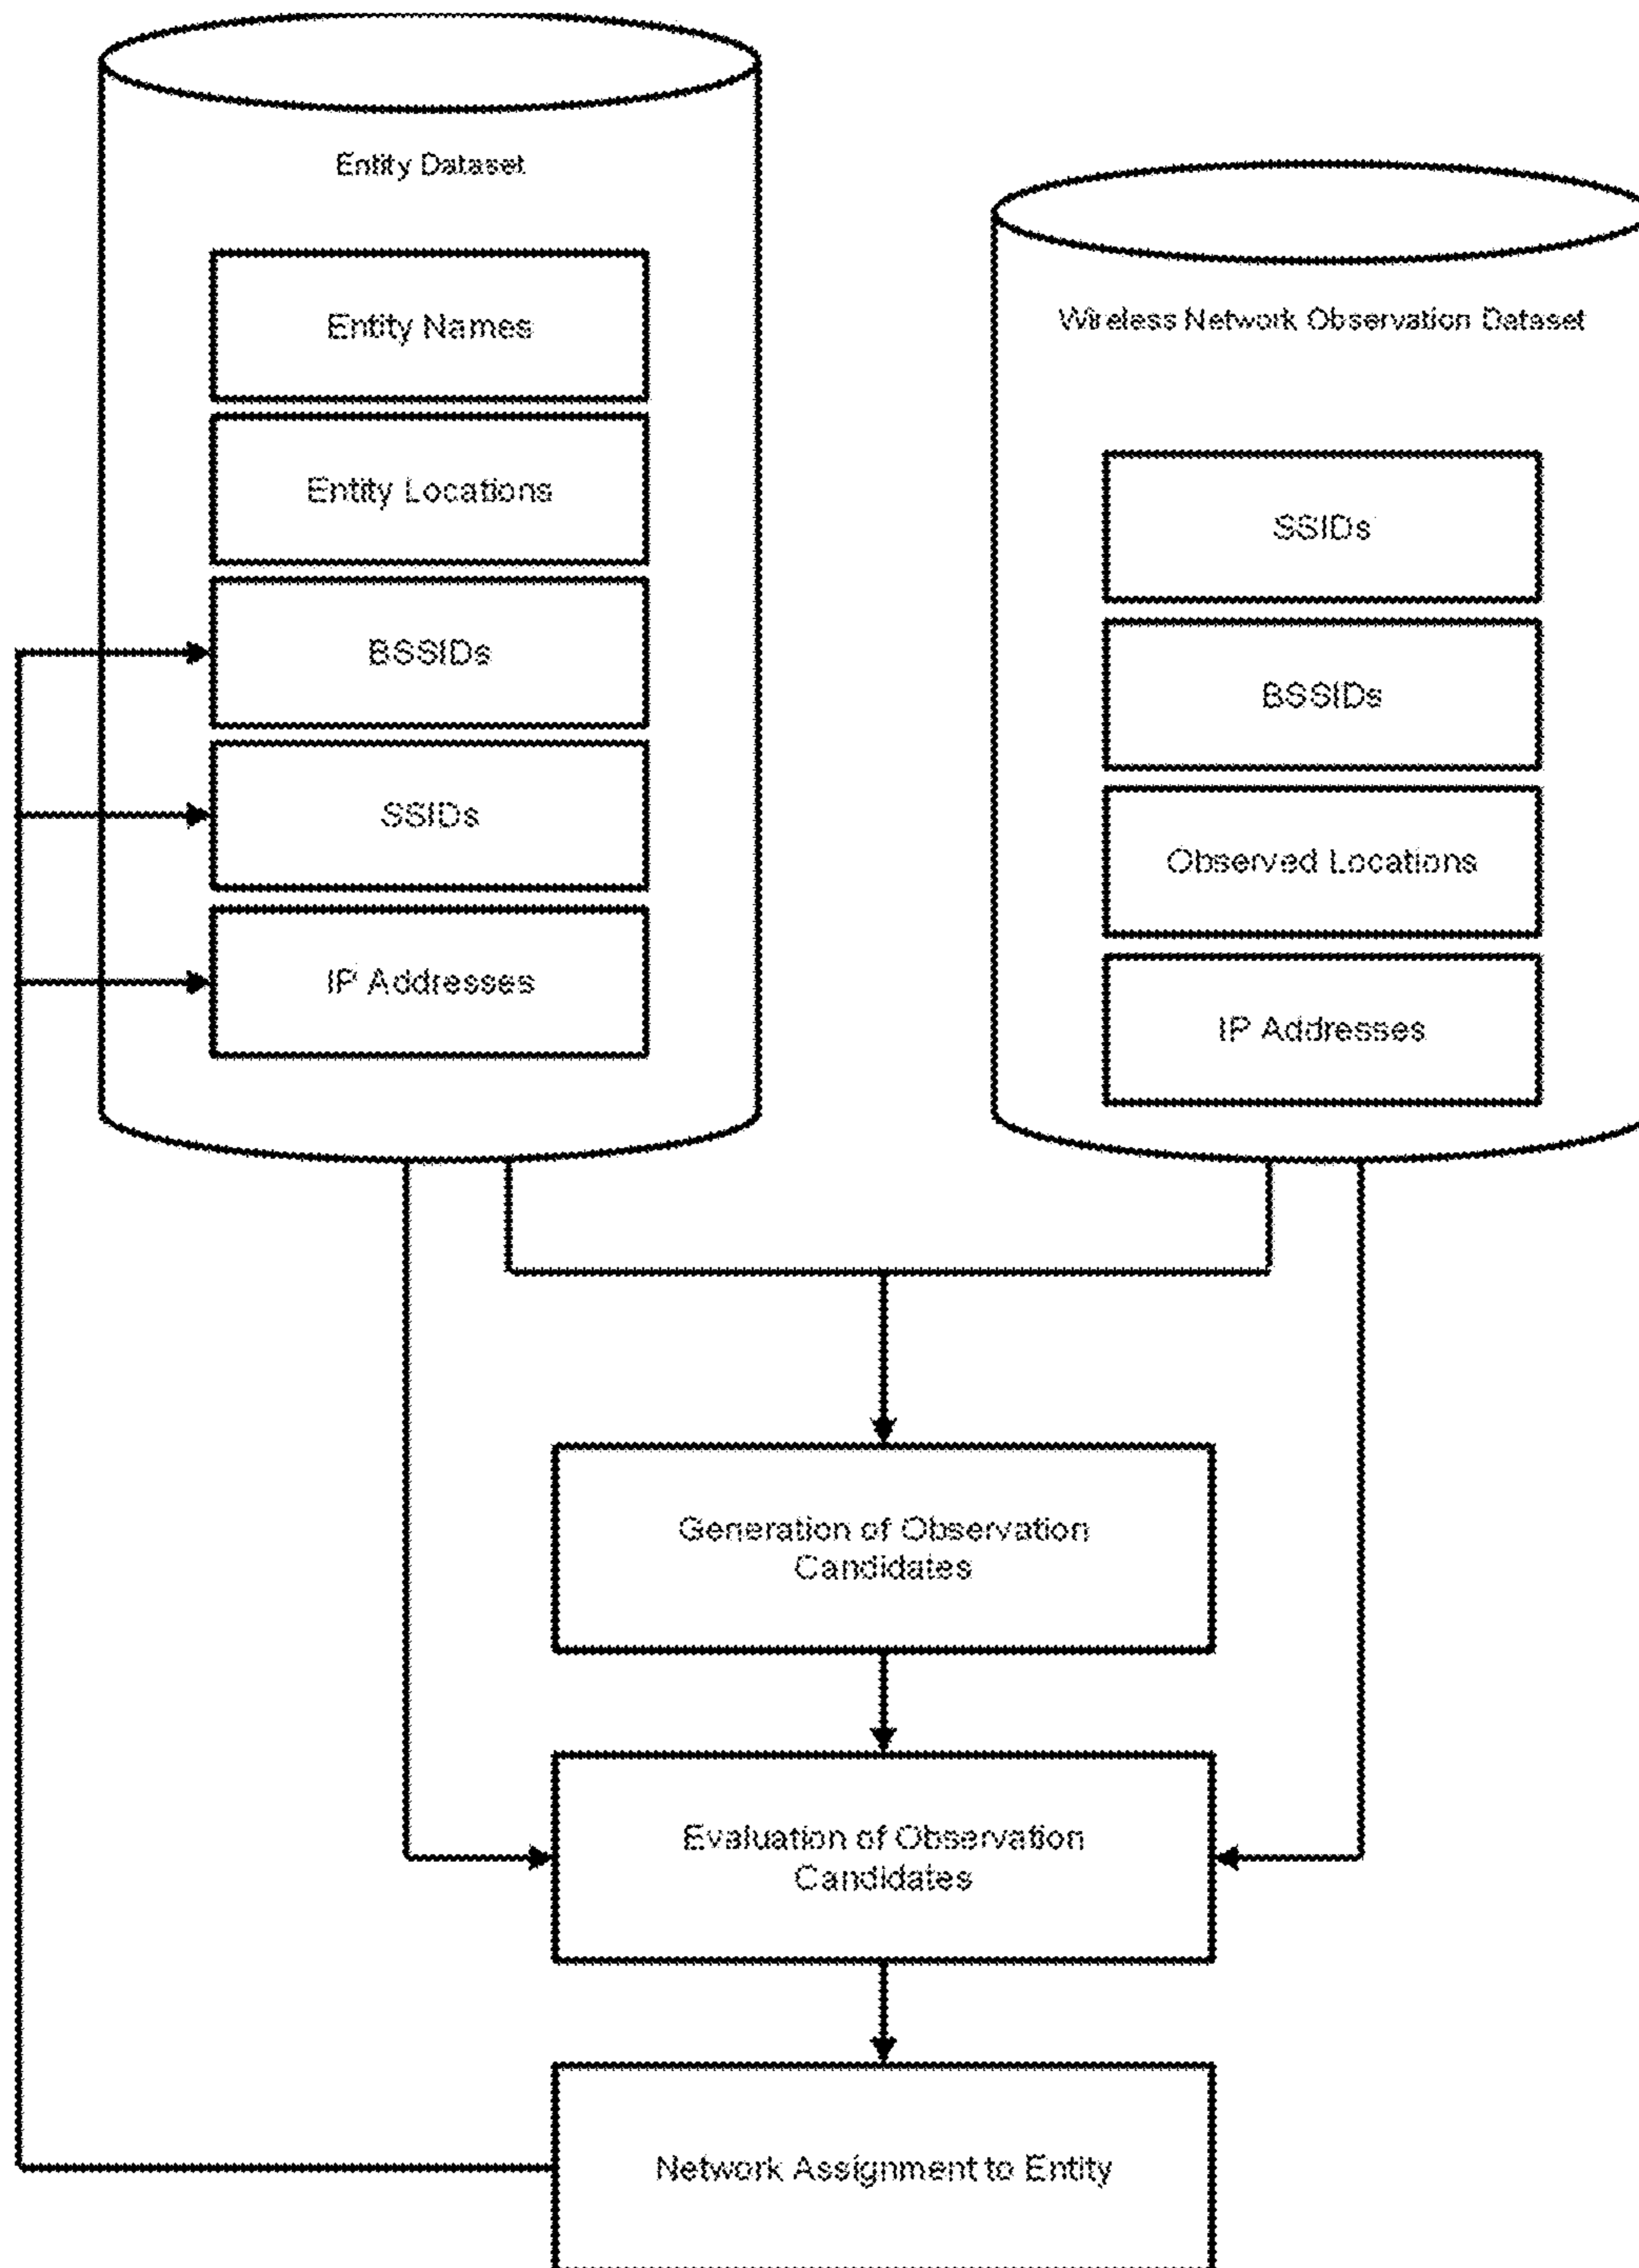 Entity Dataset
Entity Names
Entity Locations
BSSIDs
SSIDs
IP Addresses
Wireless Network Observation Dataset
SSIDs
BSSIDs
Observed Locations
IP Addresses
Generation of Observation
Candidates
Evaluation of Observation
Candidates
Network Assignment to Entity